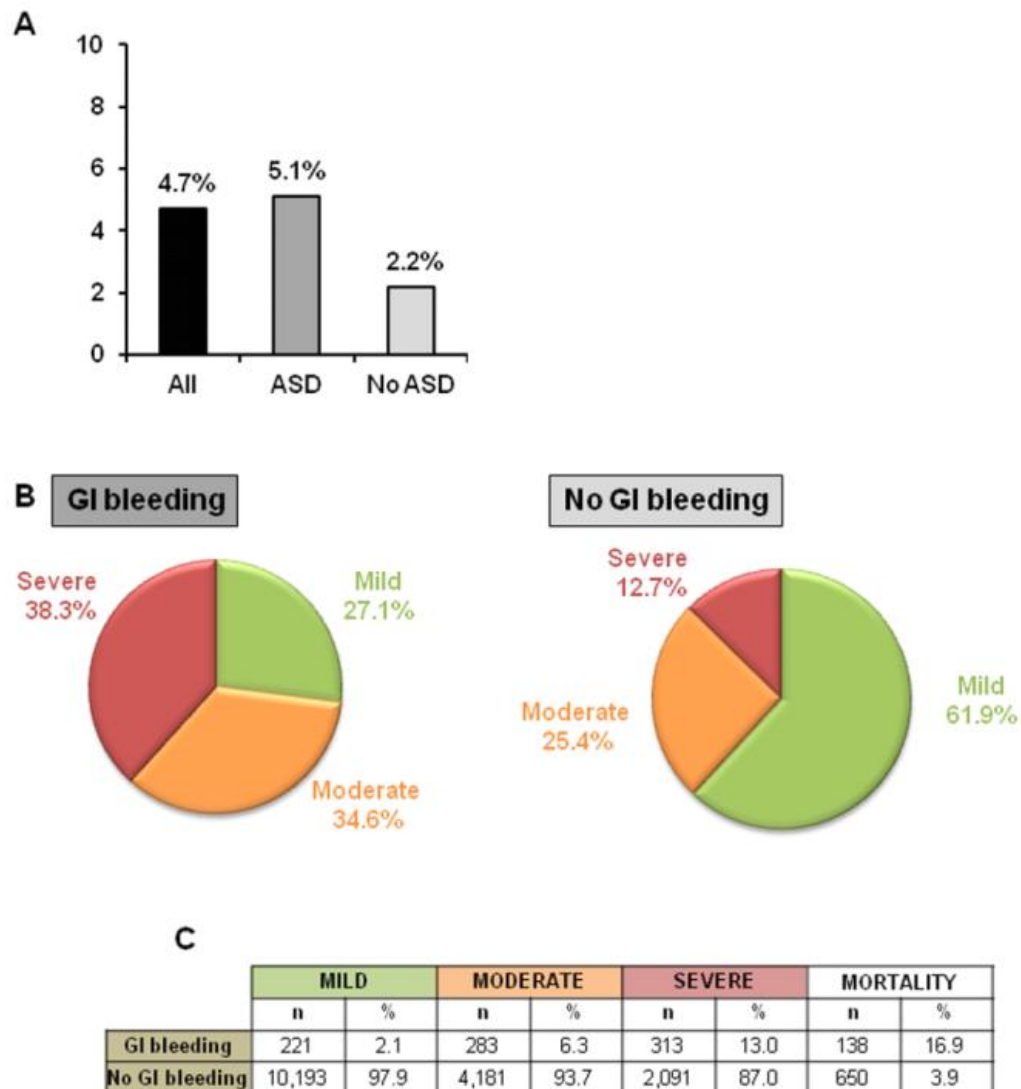 A
10
8
6
4
2
0
4.7%
5.1%
2.2%
All
ASD
No ASD
B
GI bleeding
No GI bleeding
Severe
38.3%
Mild
27.1%
Moderate
34.6%
Severe
12.7%
Moderate
25.4%
Mild
61.9%
C
MILD MODERATE SEVERE MORTALITY
n % n % n % n %
GI bleeding 221 2.1 283 6.3 313 13.0 138 16.9
No GI bleeding 10,193 97.9 4,181 93.7 2,091 87.0 650 3.9